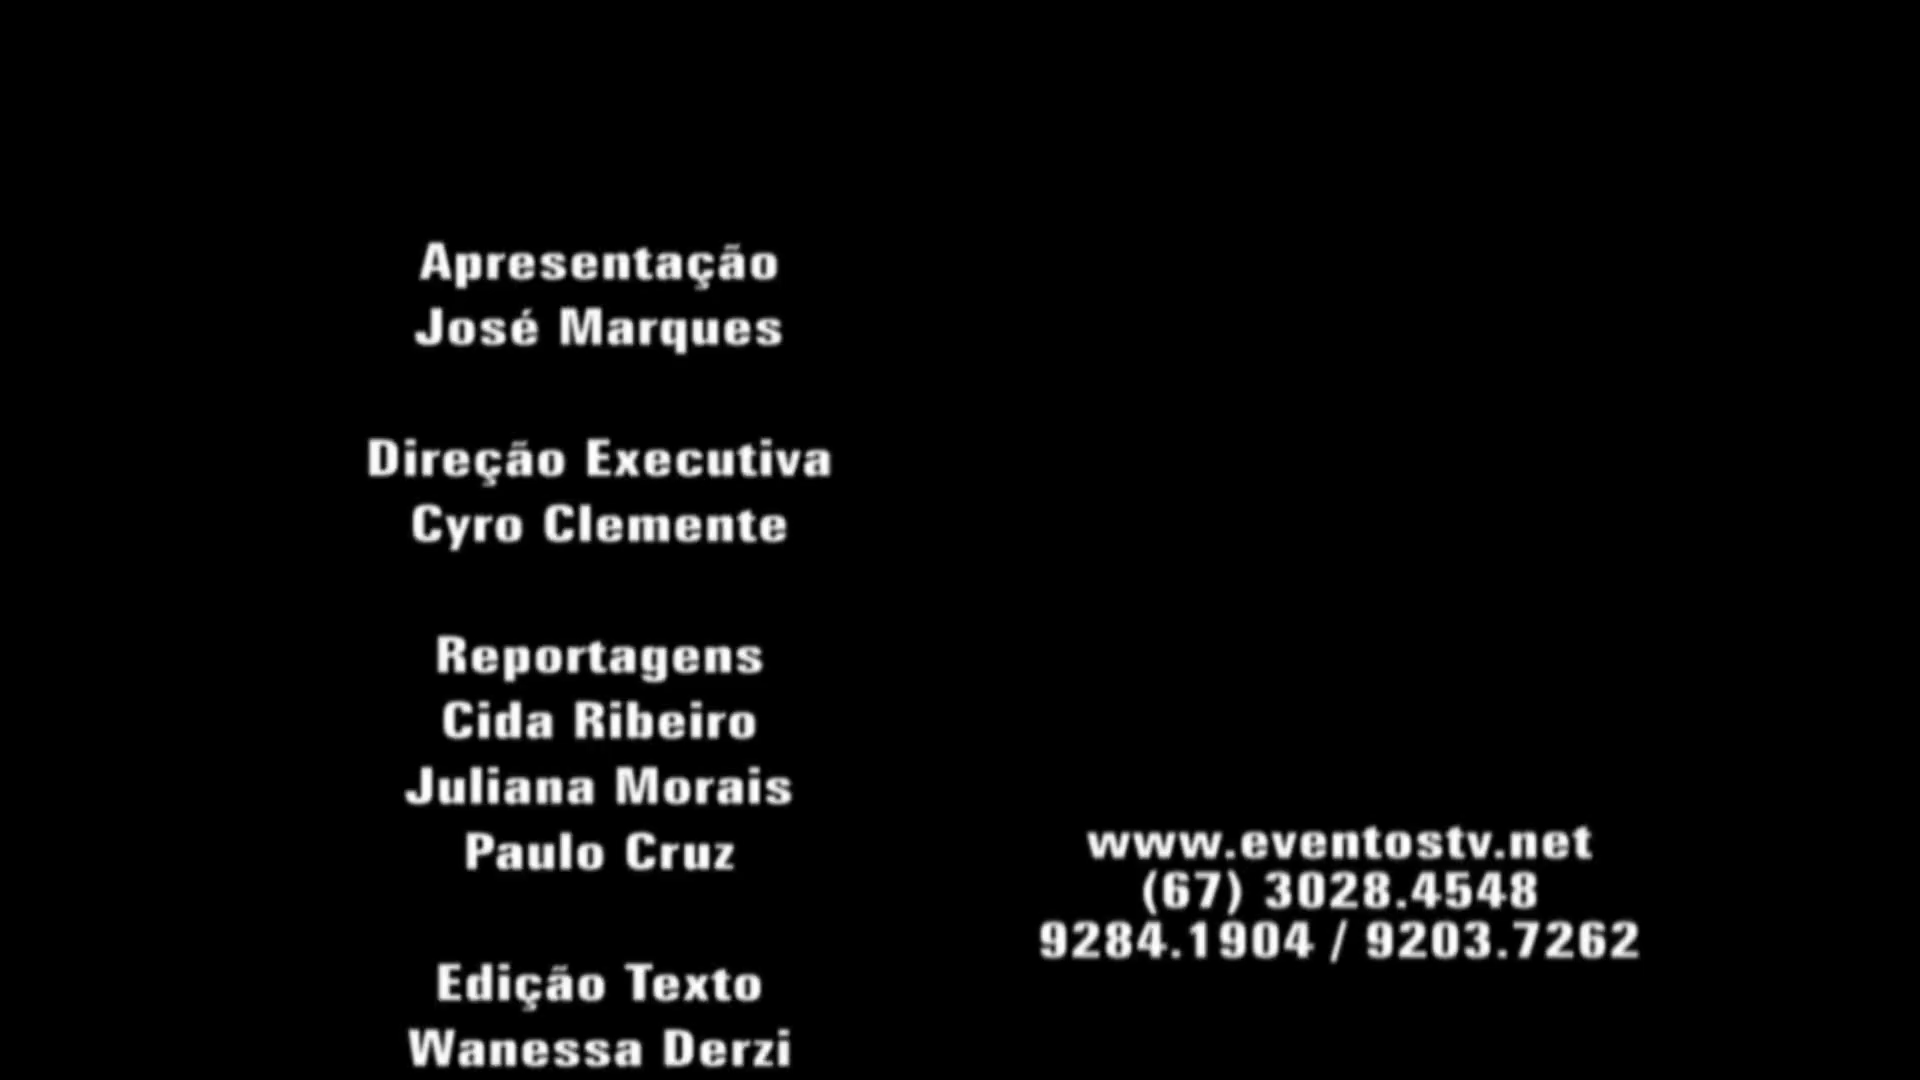 Apresentação
José Marques
Direção Executiva
Cyro Clemente
Reportagens
Cida Ribeiro
Juliana Morais
Paulo Cruz
Edição Texto
Wanessa Derzi
www.eventostv.net
(67) 3028.4548
9284.1904 / 9203.7262